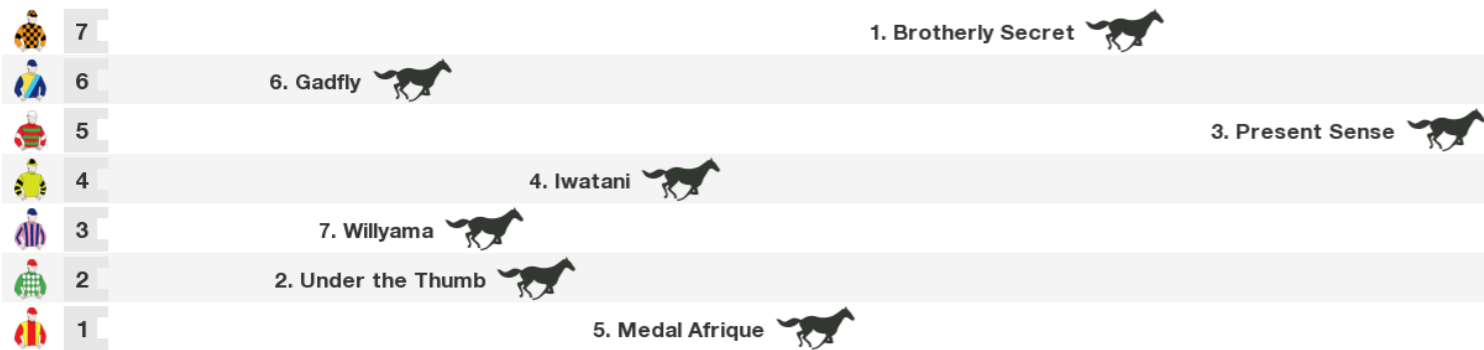 7 1. Brotherly Secret
6 6. Gadfly
5 3. Present Sense
4 4. Iwatani
3 7. Willyama
2 2. Under the Thumb
1 5. Medal Afrique